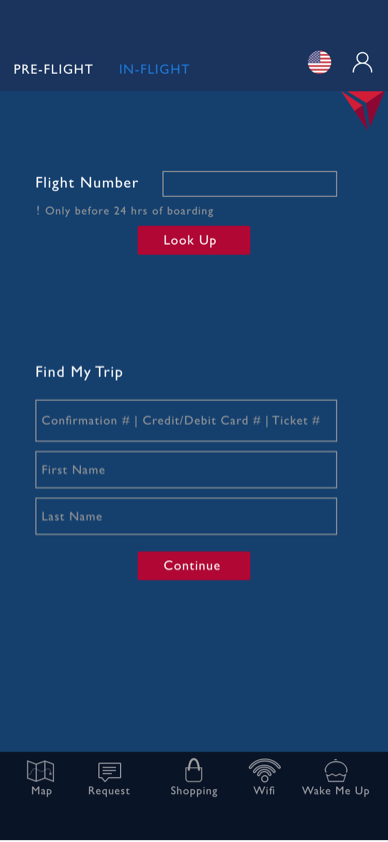 PRE-FLIGHT IN-FLIGHT
Flight Number
! Only before 24 hrs of boarding
Look Up
Find My Trip
Confirmation # | Credit/Debit Card # | Ticket #
First Name
Last Name
Continue
Map Request Shopping Wifi Wake Me Up